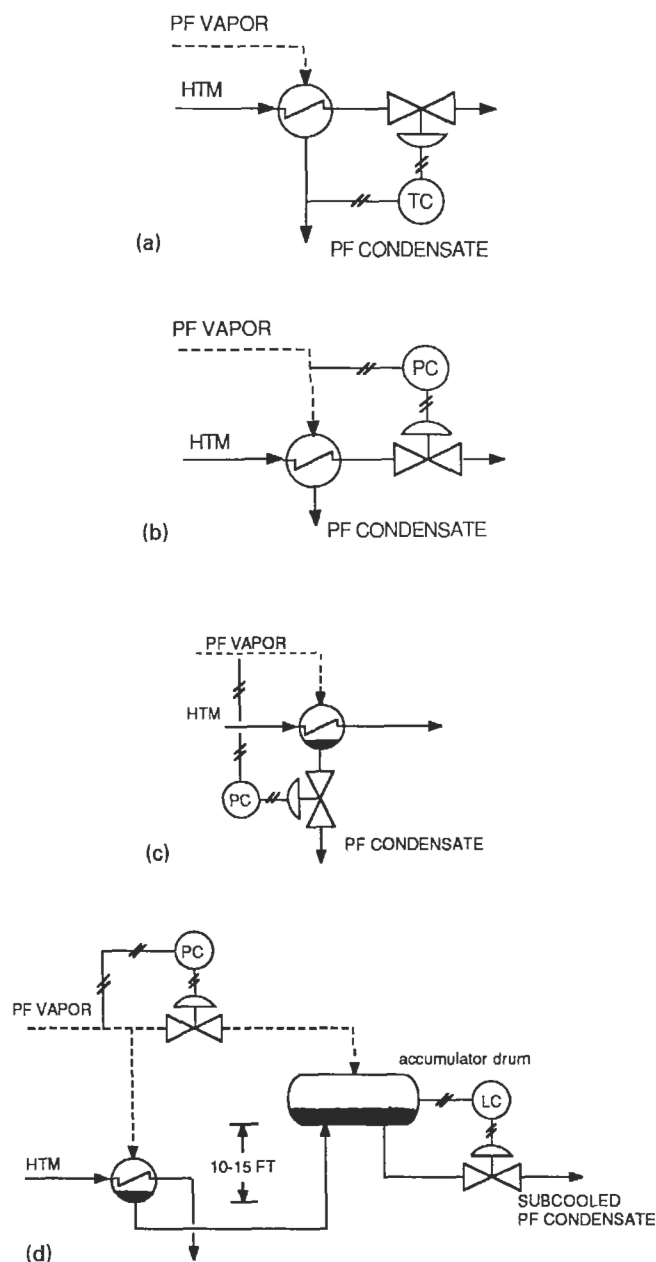 PF VAPOR
HTM
TC
PF CONDENSATE
(a)
PF VAPOR
PC
HTM
PF CONDENSATE
(b)
PF VAPOR
HTM
PC
PF CONDENSATE
(c)
PC
PF VAPOR
accumulator drum
LC
10-15 FT
HTM
SUBCOOLED
PF CONDENSATE
(d)